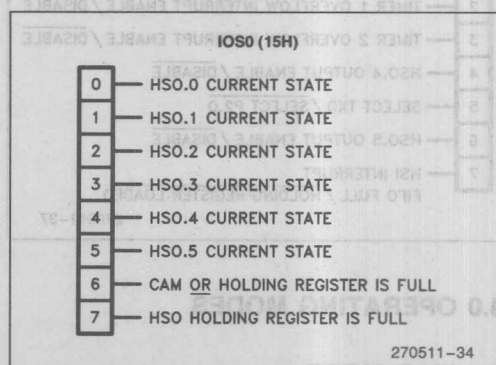 IOS0 (15H)
0 HSO.0 CURRENT STATE
1 HSO.1 CURRENT STATE
2 HSO.2 CURRENT STATE
3 HSO.3 CURRENT STATE
4 HSO.4 CURRENT STATE
5 HSO.5 CURRENT STATE
6 CAM OR HOLDING REGISTER IS FULL
7 HSO HOLDING REGISTER IS FULL
270511-34